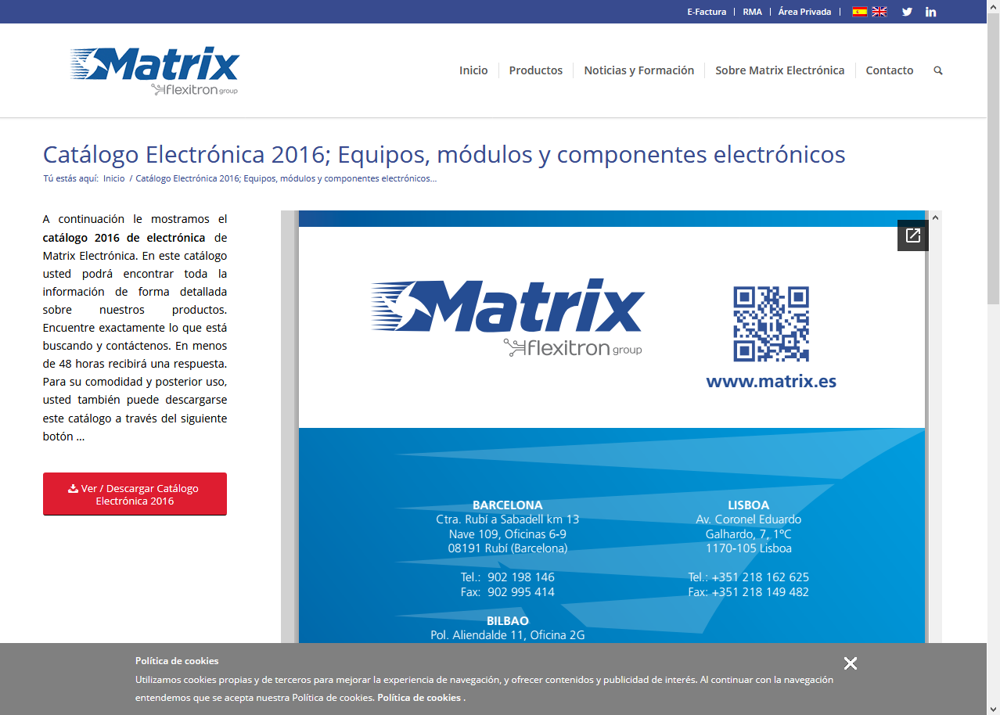 E-Factura
RMA
Área Privada
Matrix
flexitron group
Inicio
Productos
Noticias y Formación
Sobre Matrix Electrónica
Contacto
Catálogo Electrónica 2016; Equipos, módulos y componentes electrónicos
Tú estás aquí: Inicio / Catálogo Electrónica 2016; Equipos, módulos y componentes electrónicos...
A continuación le mostramos el
catálogo 2016 de electrónica de
Matrix Electrónica. En este catálogo
usted podrá encontrar toda la
información de forma detallada
sobre nuestros productos.
Encuentre exactamente lo que está
buscando y contáctenos. En menos
de 48 horas recibirá una respuesta.
Para su comodidad y posterior uso,
usted también puede descargarse
este catálogo a través del siguiente
botón ...
Ver / Descargar Catálogo
Electrónica 2016
Matrix
flexitron group
www.matrix.es
BARCELONA
Ctra. Rubí a Sabadell km 13
Nave 109, Oficinas 6-9
08191 Rubí (Barcelona)
Tel.: 902 198 146
Fax: 902 995 414
BILBAO
Pol. Aliendalde 11, Oficina 2G
LISBOA
Av. Coronel Eduardo
Galhardo, 7, 1ºC
1170-105 Lisboa
Tel.: +351 218 162 625
Fax: +351 218 149 482
Política de cookies
Utilizamos cookies propias y de terceros para mejorar la experiencia de navegación, y ofrecer contenidos y publicidad de interés. Al continuar con la navegación
entendemos que se acepta nuestra Política de cookies. Política de cookies .